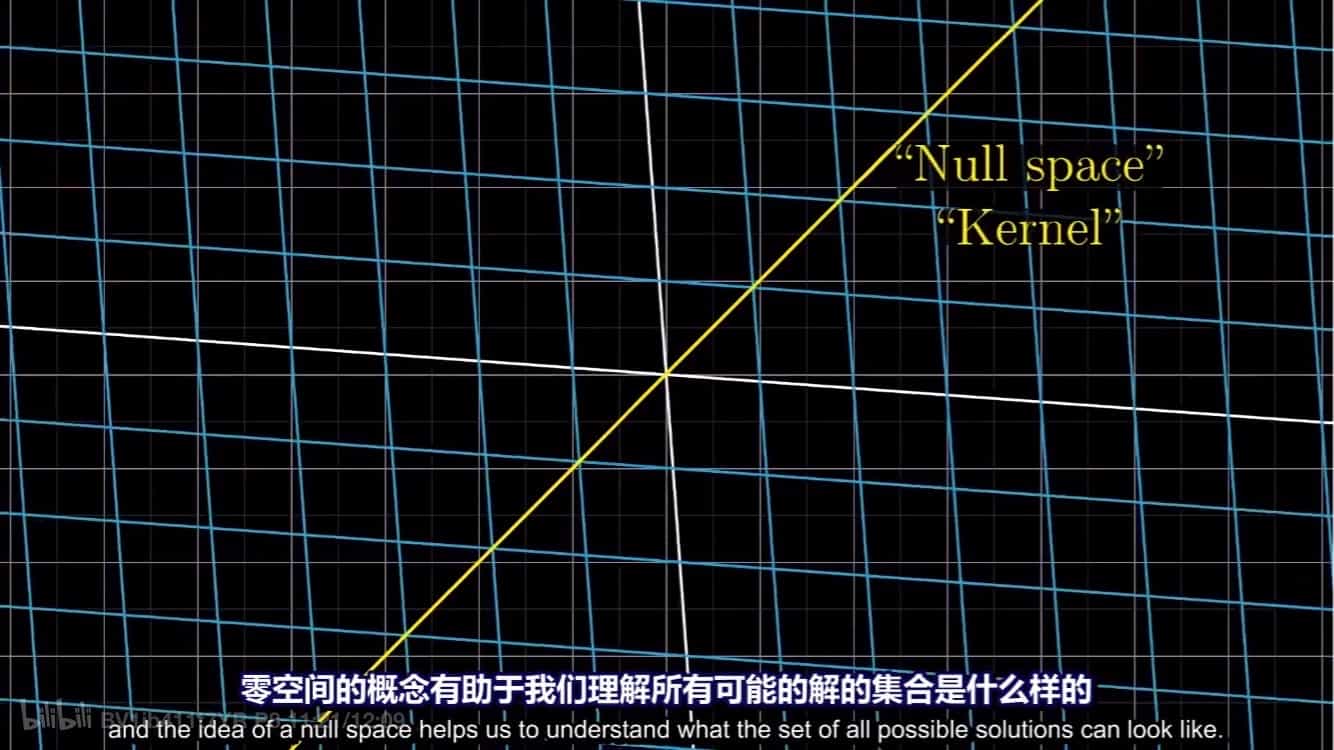 “Null space”
“Kernel”
零空间的概念有助于我们理解所有可能的解的集合是什么样的
bilibili
and the idea of a null space helps us to understand what the set of all possible solutions can look like.